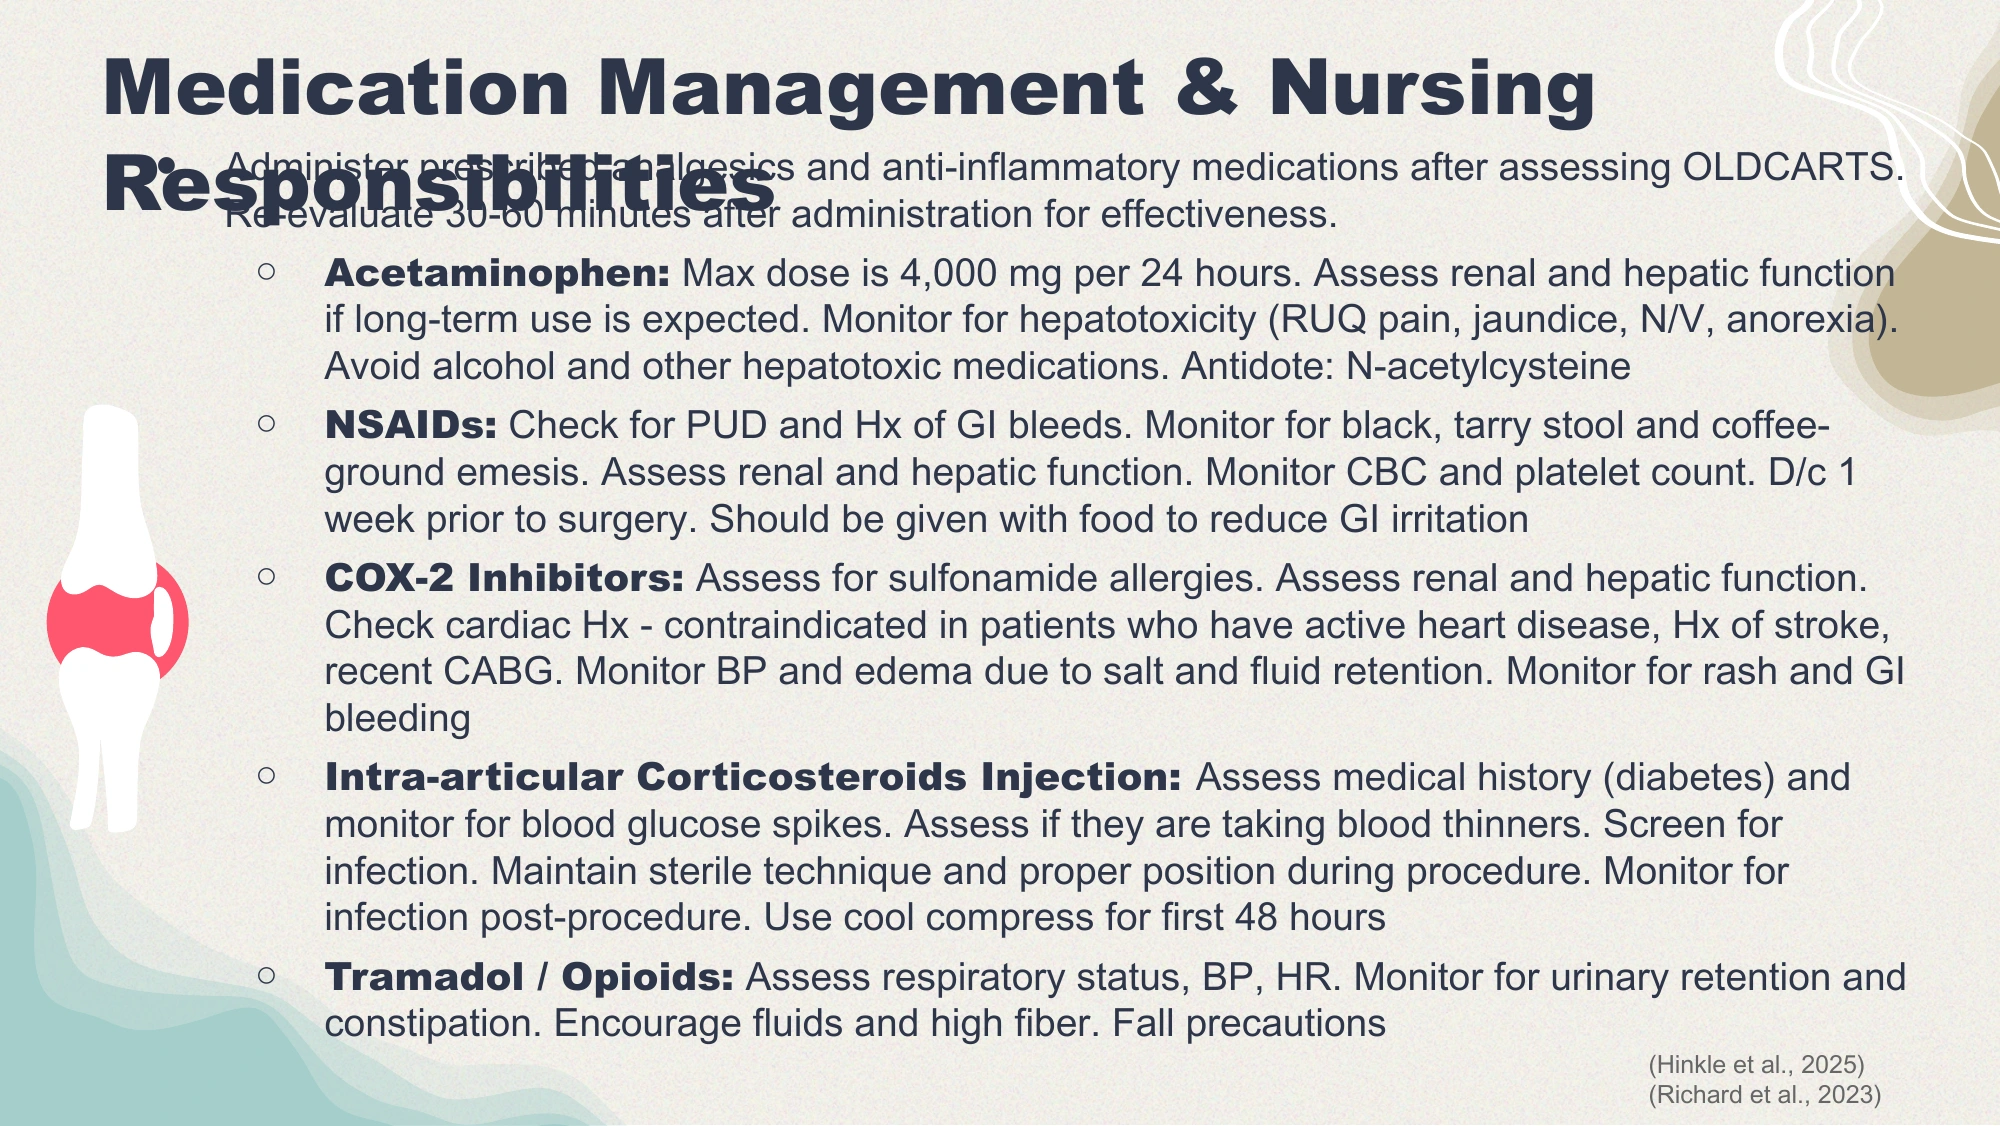 Medication Management & Nursing
Responsibilities
● Administer prescribed analgesics and anti-inflammatory medications after assessing OLDCARTS.
Re-evaluate 30-60 minutes after administration for effectiveness.
○ Acetaminophen: Max dose is 4,000 mg per 24 hours. Assess renal and hepatic function
if long-term use is expected. Monitor for hepatotoxicity (RUQ pain, jaundice, N/V, anorexia).
Avoid alcohol and other hepatotoxic medications. Antidote: N-acetylcysteine
○ NSAIDs: Check for PUD and Hx of GI bleeds. Monitor for black, tarry stool and coffee-
ground emesis. Assess renal and hepatic function. Monitor CBC and platelet count. D/c 1
week prior to surgery. Should be given with food to reduce GI irritation
○ COX-2 Inhibitors: Assess for sulfonamide allergies. Assess renal and hepatic function.
Check cardiac Hx - contraindicated in patients who have active heart disease, Hx of stroke,
recent CABG. Monitor BP and edema due to salt and fluid retention. Monitor for rash and GI
bleeding
○ Intra-articular Corticosteroids Injection: Assess medical history (diabetes) and
monitor for blood glucose spikes. Assess if they are taking blood thinners. Screen for
infection. Maintain sterile technique and proper position during procedure. Monitor for
infection post-procedure. Use cool compress for first 48 hours
○ Tramadol / Opioids: Assess respiratory status, BP, HR. Monitor for urinary retention and
constipation. Encourage fluids and high fiber. Fall precautions
(Hinkle et al., 2025)
(Richard et al., 2023)